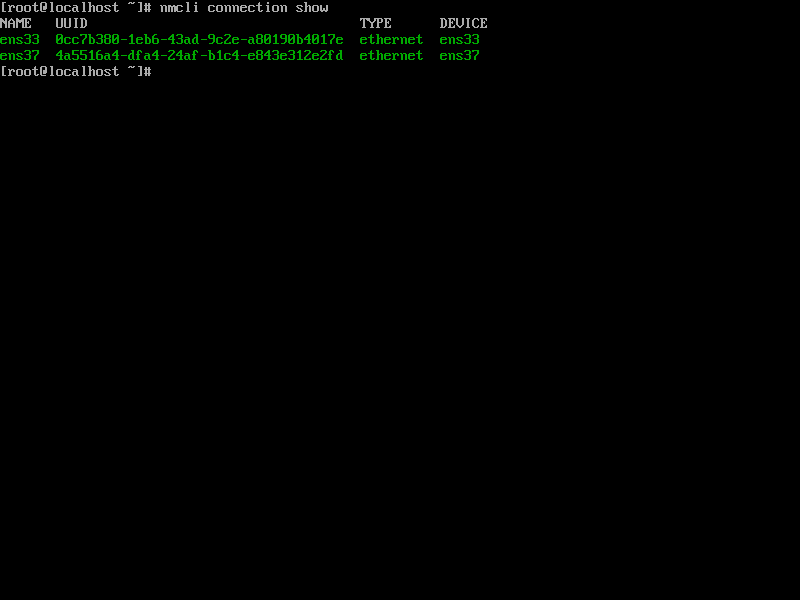 [root@localhost ~]# nmcli connection show
NAME   UUID                                  TYPE      DEVICE
ens33  0cc7b380-1eb6-43ad-9c2e-a80190b4017e  ethernet  ens33
ens37  4a5516a4-dfa4-24af-b1c4-e843e312e2fd  ethernet  ens37
[root@localhost ~]#